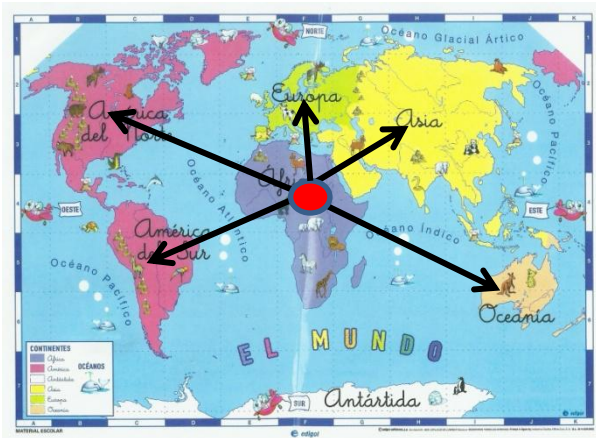 A B C D E F G H I J K
NORTE
Océano Glacial Ártico
América
del Norte
Europa
Asia
Océano Pacífico
Áfri
Océano Atlántico
OESTE
ESTE
América
del Sur
Océano Índico
Océano Pacífico
Oceanía
EL MUNDO
CONTINENTES
África
América
Antártida
Asia
Europa
Oceanía
OCÉANOS
SUR
Antártida
MATERIAL ESCOLAR
edigol
edigol